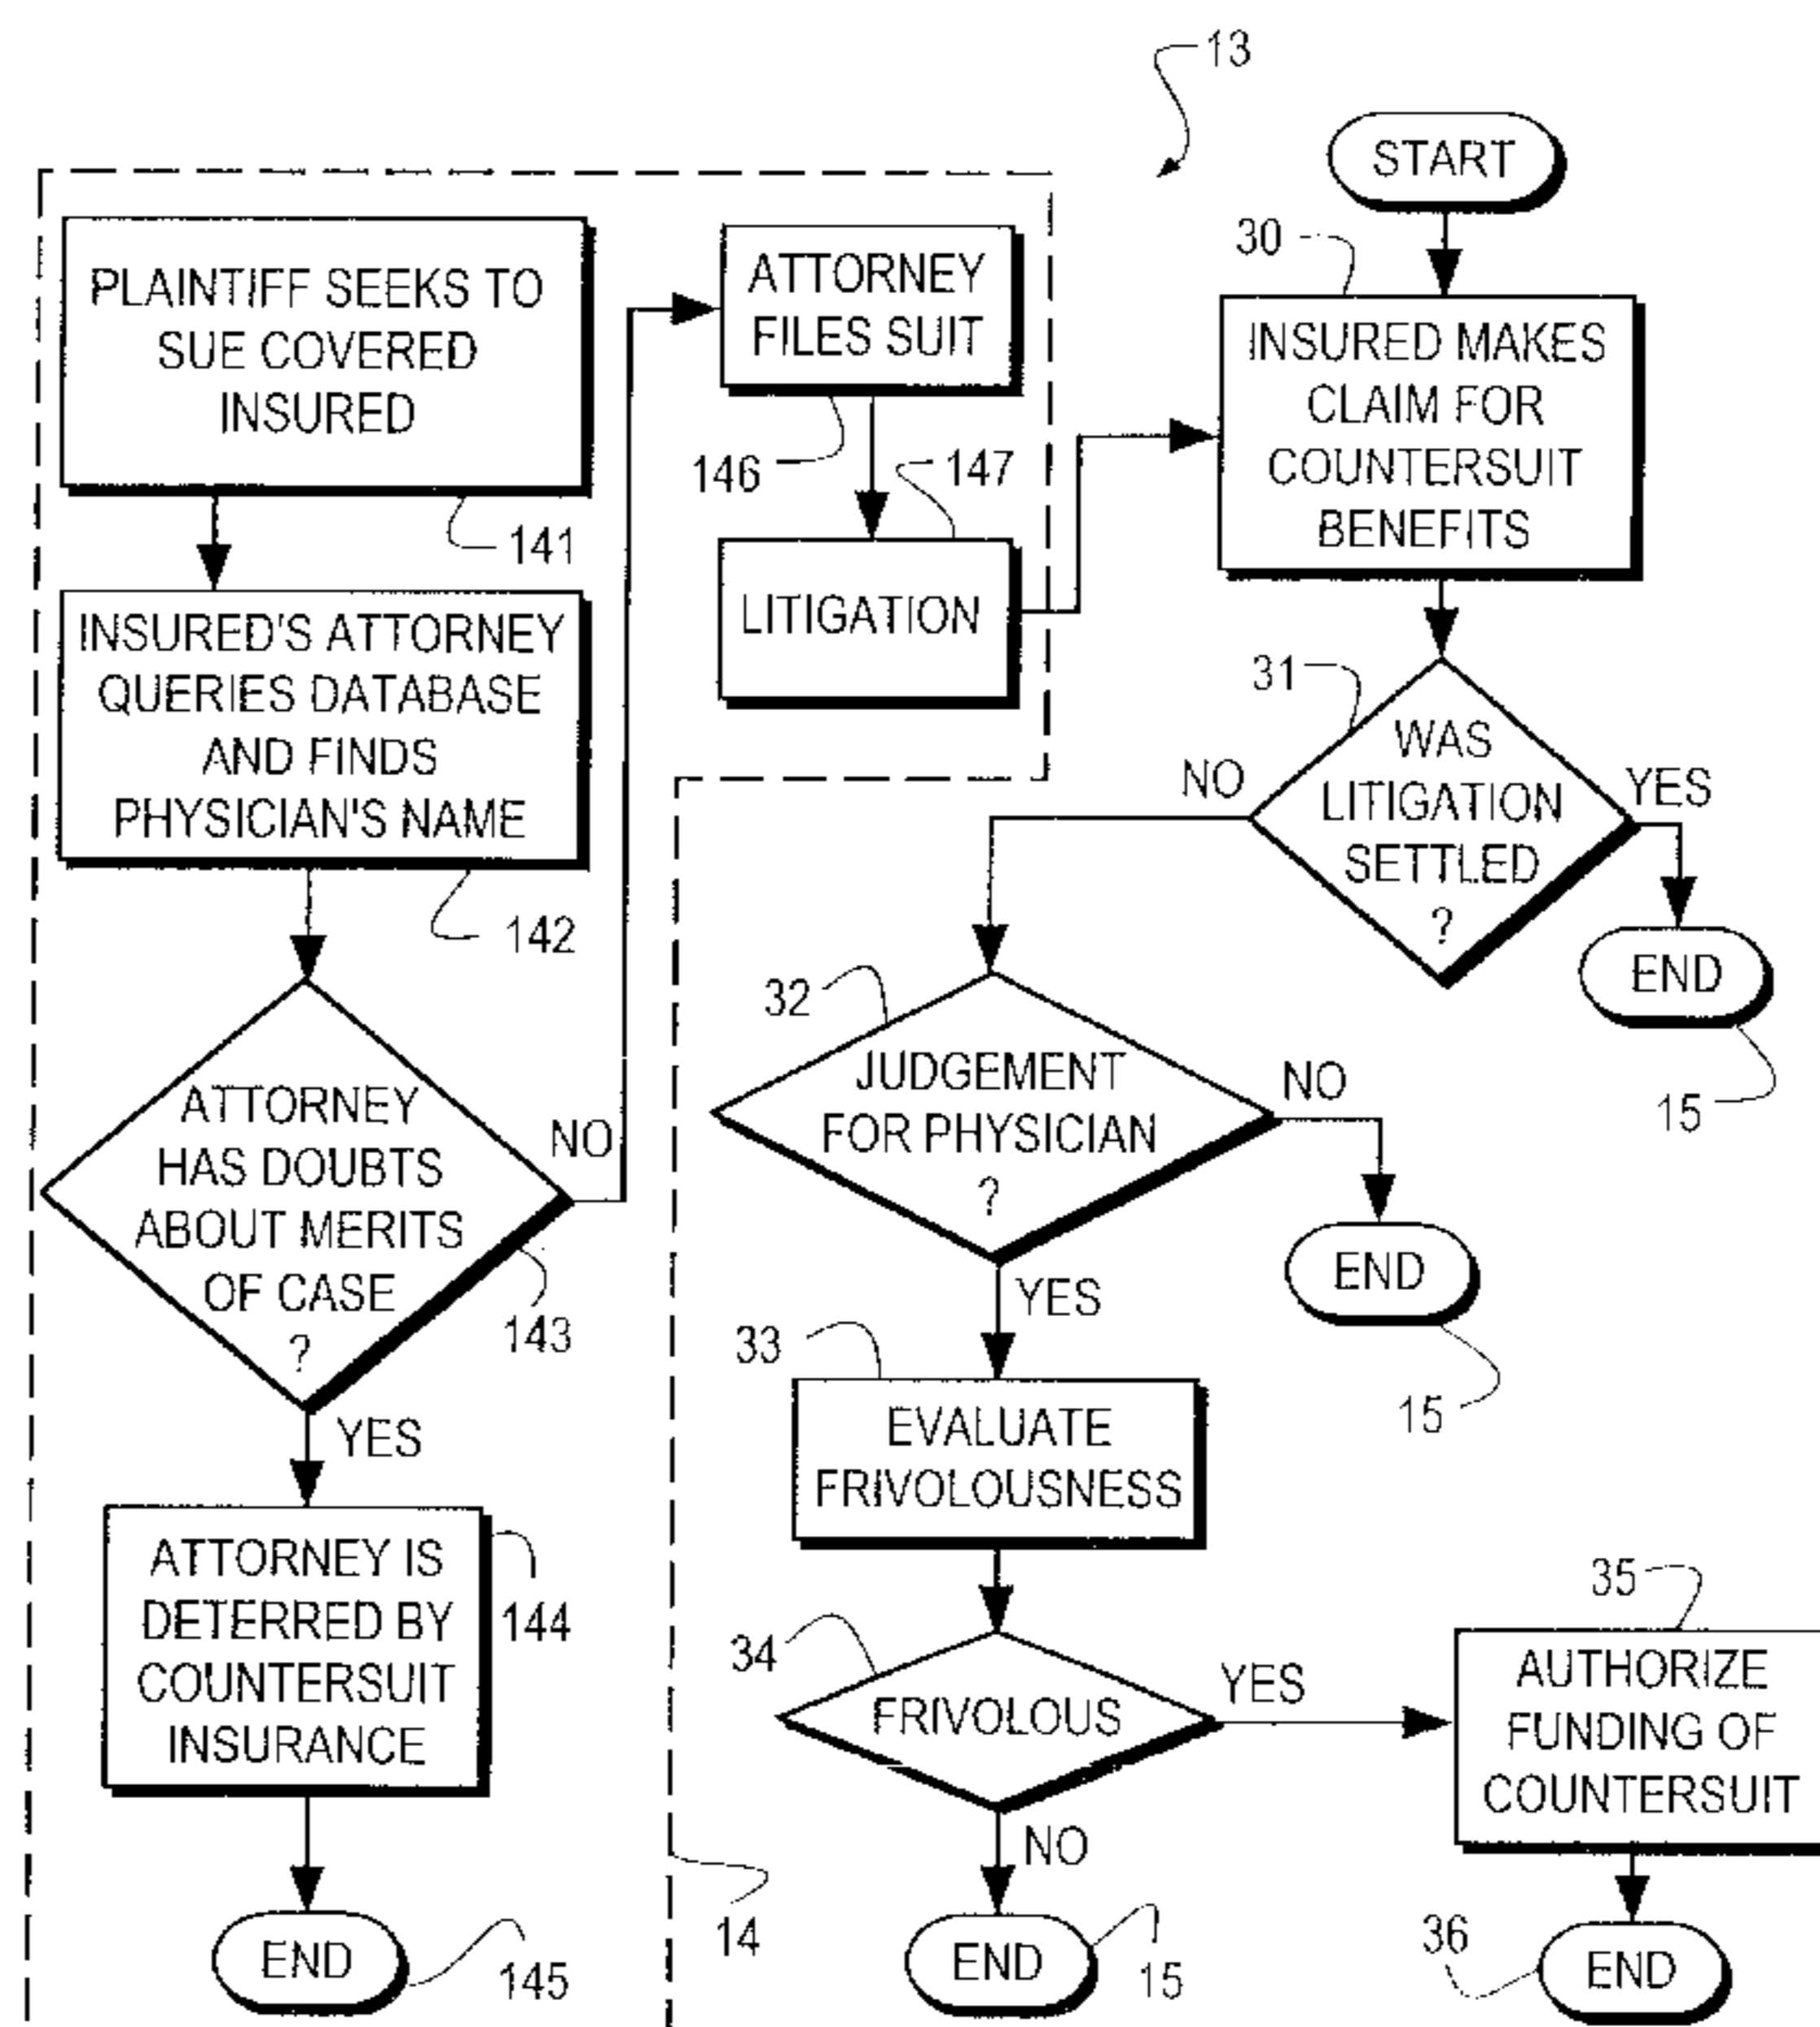 13
START
30
INSURED MAKES
CLAIM FOR
COUNTERSUIT
BENEFITS
PLAINTIFF SEEKS TO
SUE COVERED
INSURED
141
ATTORNEY
FILES SUIT
146
147
LITIGATION
INSURED'S ATTORNEY
QUERIES DATABASE
AND FINDS
PHYSICIAN'S NAME
142
31
WAS
LITIGATION
SETTLED
?
NO
YES
END
15
ATTORNEY
HAS DOUBTS
ABOUT MERITS
OF CASE
?
NO
143
YES
32
JUDGEMENT
FOR PHYSICIAN
?
NO
END
15
YES
33
EVALUATE
FRIVOLOUSNESS
ATTORNEY IS
DETERRED BY
COUNTERSUIT
INSURANCE
144
END
145
34
FRIVOLOUS
YES
35
AUTHORIZE
FUNDING OF
COUNTERSUIT
NO
14
END
15
36
END